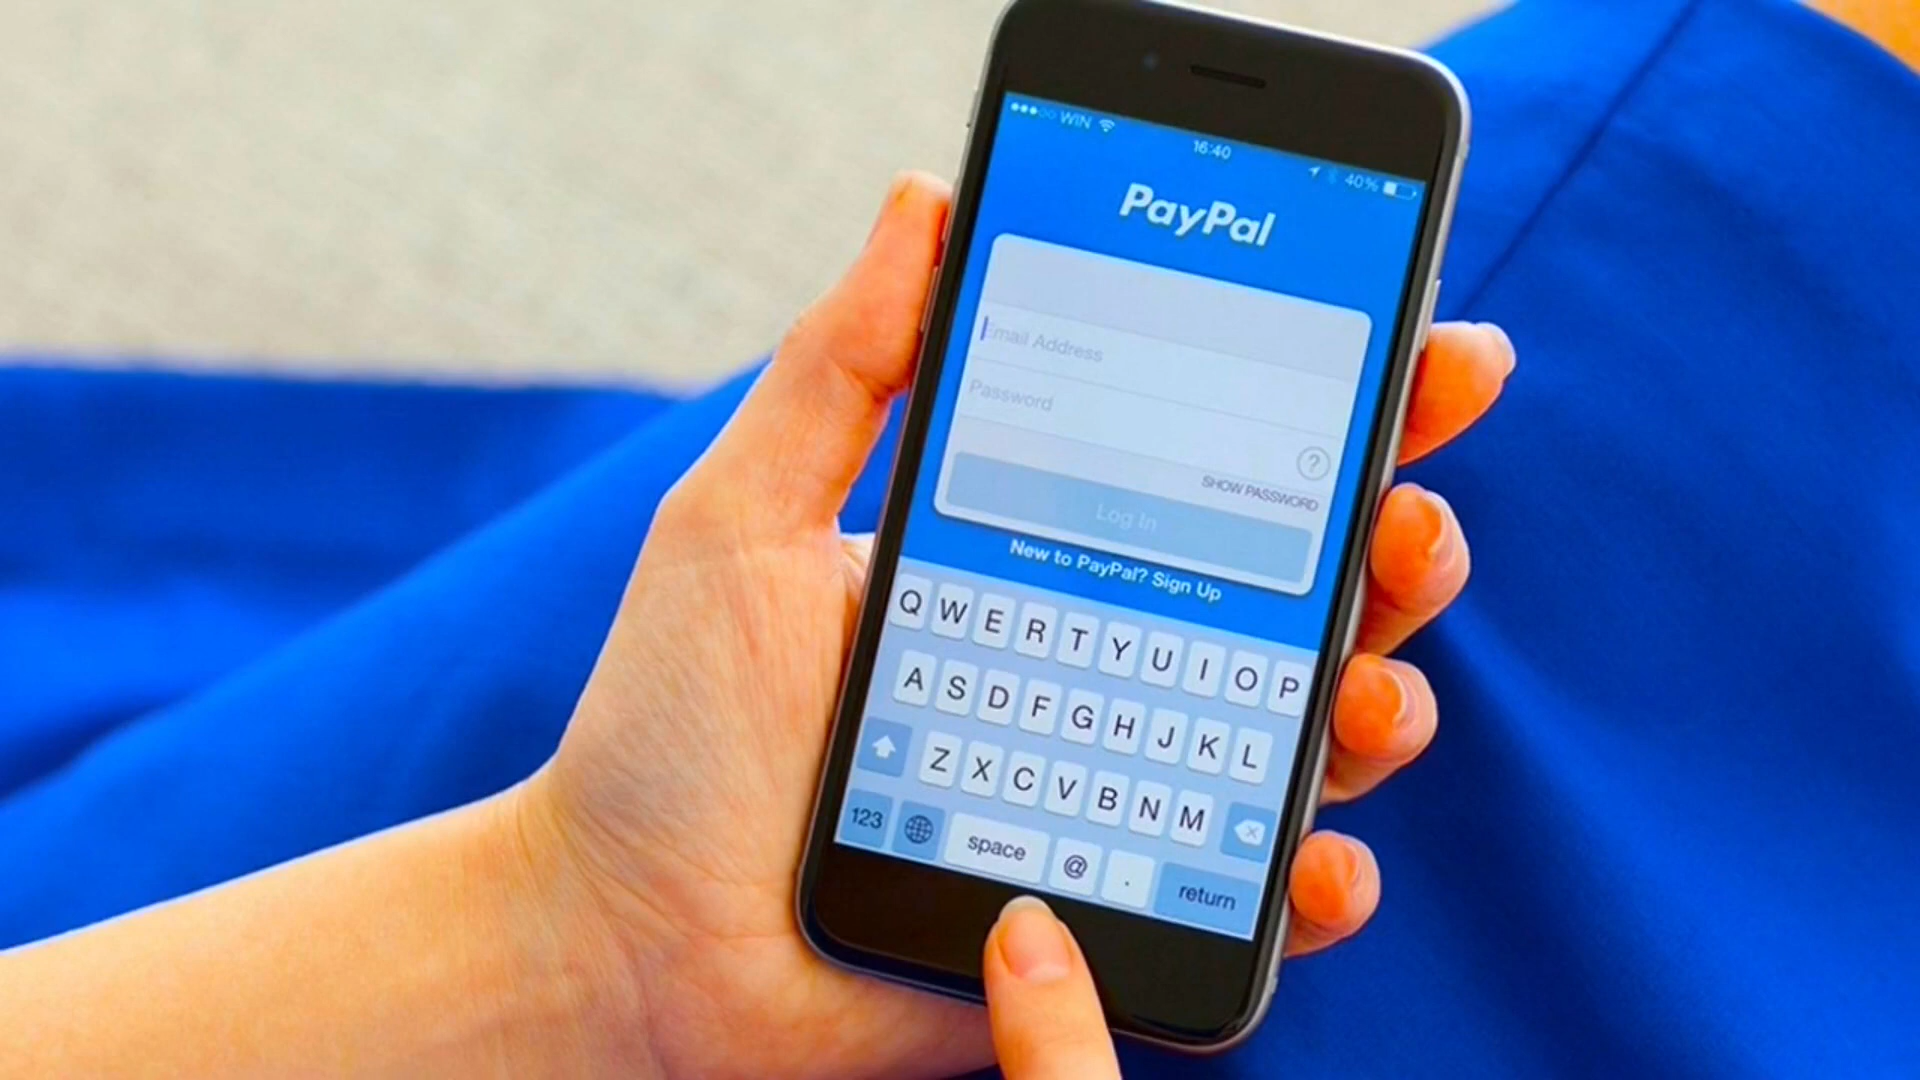 WIN
16:40
40%
PayPal
Email Address
Password
?
SHOW PASSWORD
Log In
New to PayPal? Sign Up
Q W E R T Y U I O P
A S D F G H J K L
Z X C V B N M
123 space @ . return